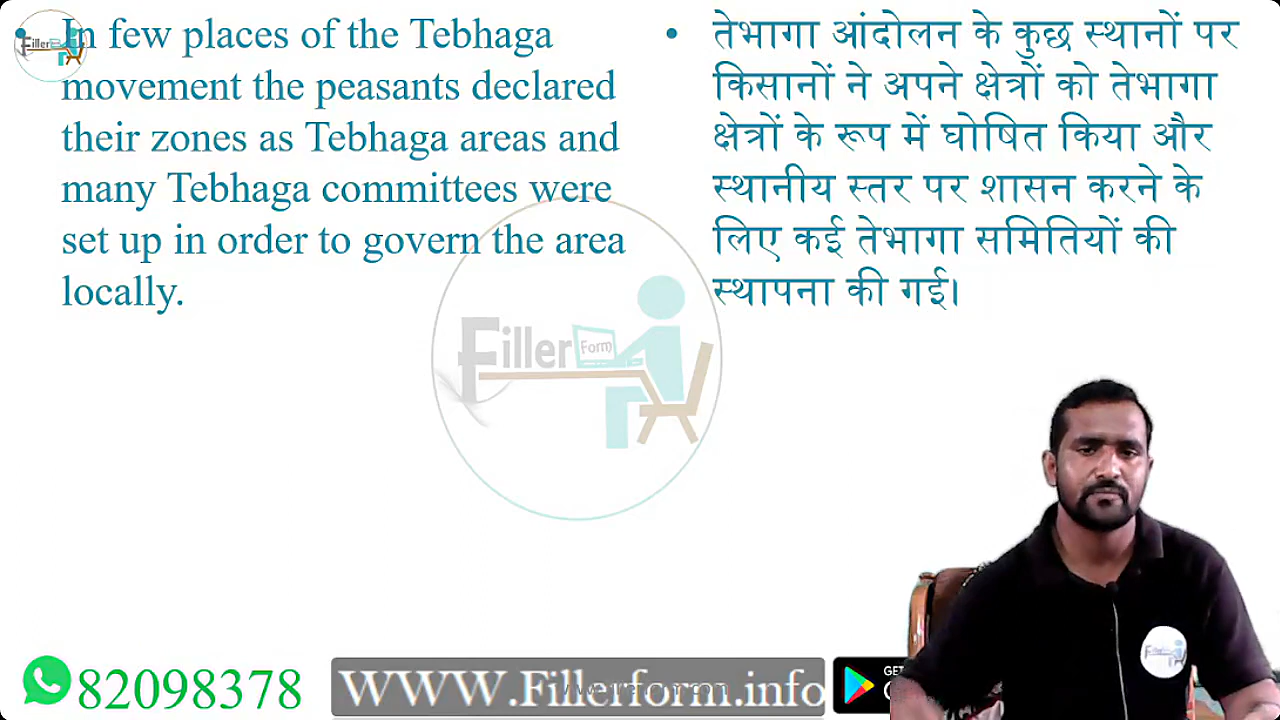 In few places of the Tebhaga
movement the peasants declared
their zones as Tebhaga areas and
many Tebhaga committees were
set up in order to govern the area
locally.
तेभागा आंदोलन के कुछ स्थानों पर
किसानों ने अपने क्षेत्रों को तेभागा
क्षेत्रों के रूप में घोषित किया और
स्थानीय स्तर पर शासन करने के
लिए कई तेभागा समितियों की
स्थापना की गई।
Filler Form
82098378
WWW.Fillerform.info
GET